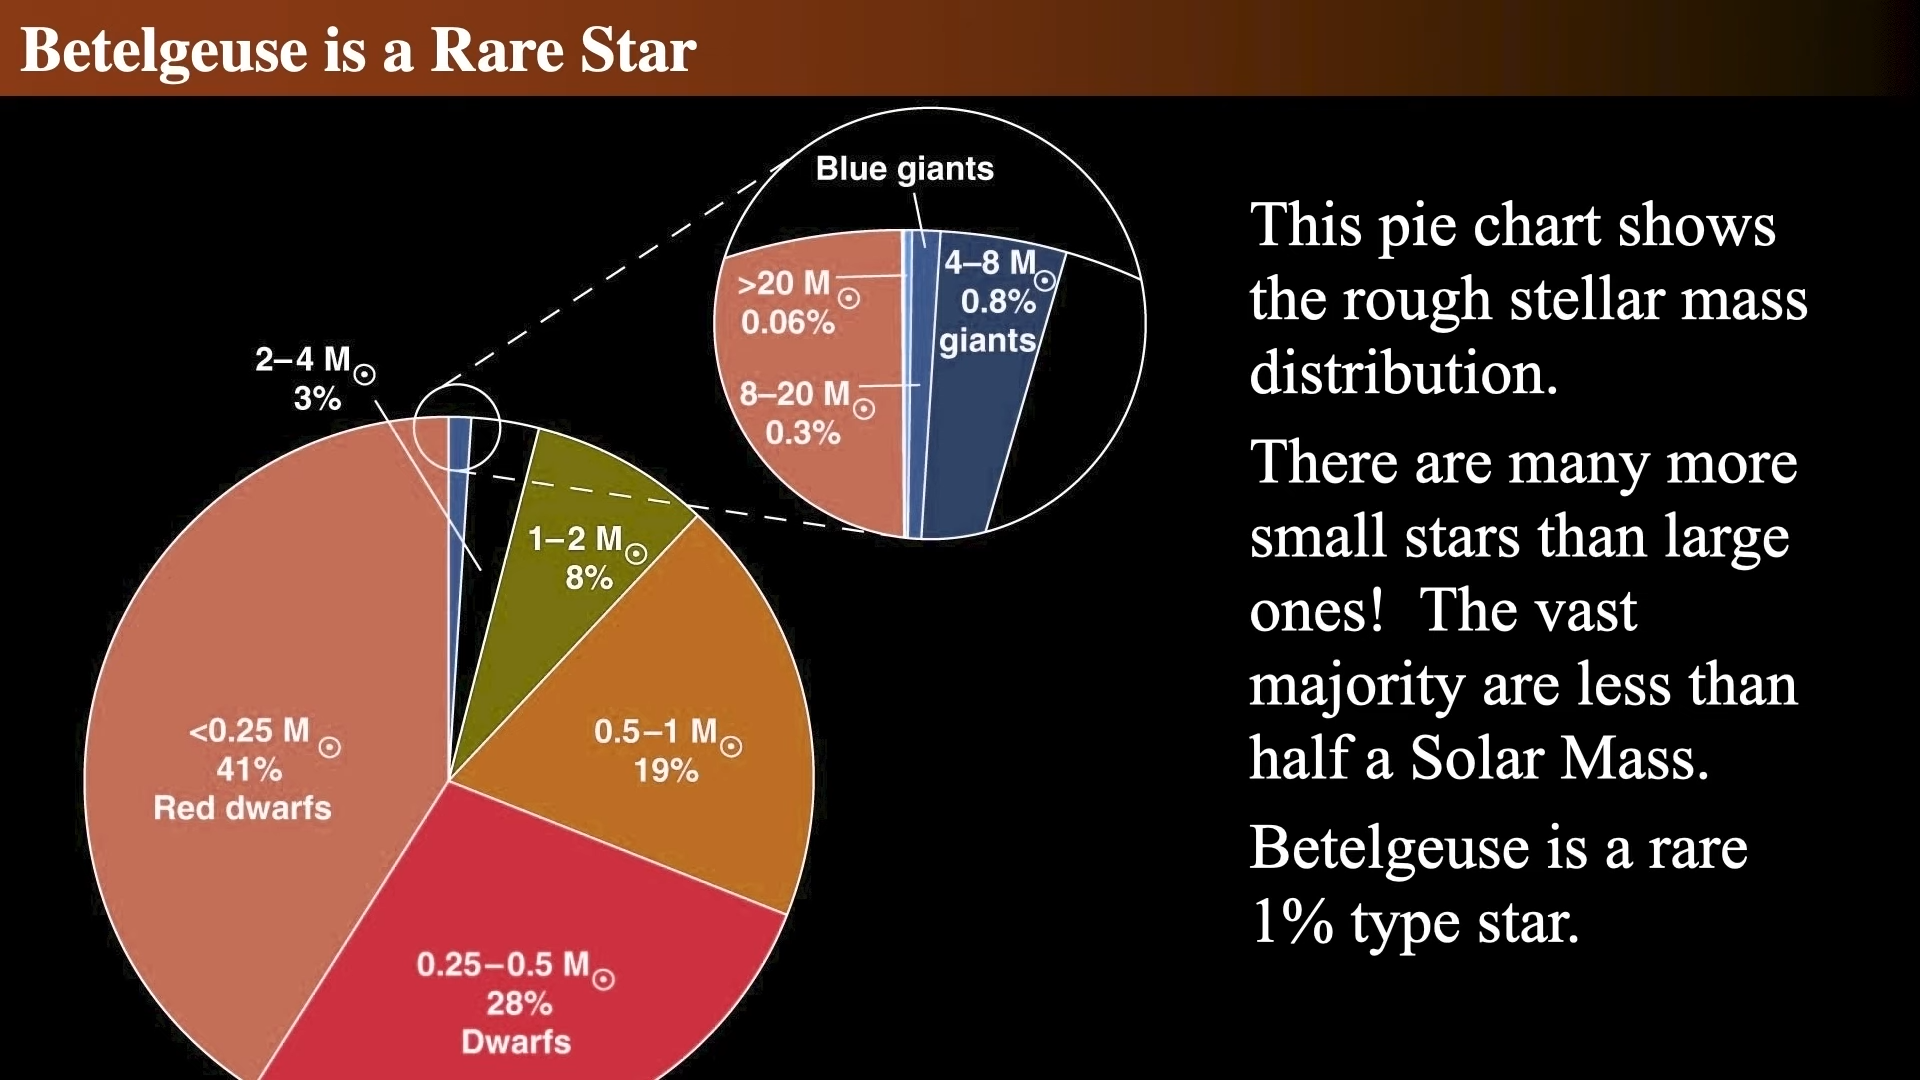 Betelgeuse is a Rare Star
Blue giants
>20 M☉
0.06%
4–8 M☉
0.8%
giants
8–20 M☉
0.3%
2–4 M☉
3%
1–2 M☉
8%
<0.25 M☉
41%
Red dwarfs
0.5–1 M☉
19%
0.25–0.5 M☉
28%
Dwarfs
This pie chart shows
the rough stellar mass
distribution.
There are many more
small stars than large
ones!  The vast
majority are less than
half a Solar Mass.
Betelgeuse is a rare
1% type star.